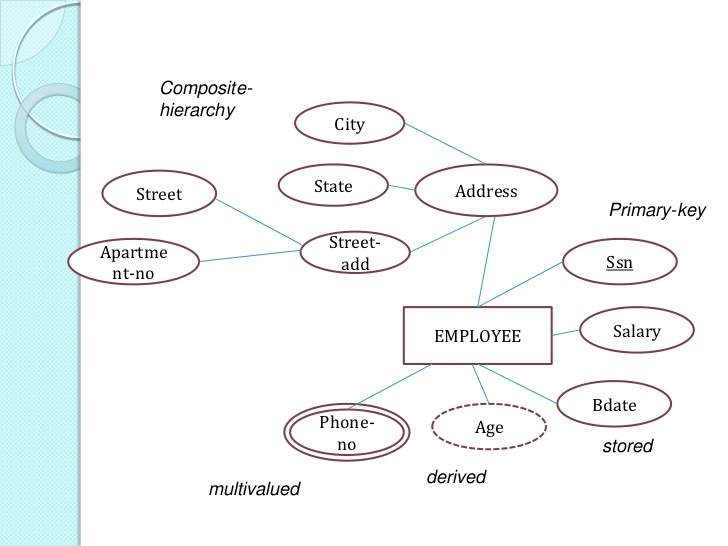 Composite-
hierarchy
City
State
Address
Street
Primary-key
Apartme
nt-no
Street-
add
Ssn
EMPLOYEE
Salary
Bdate
Phone-
no
Age
stored
derived
multivalued